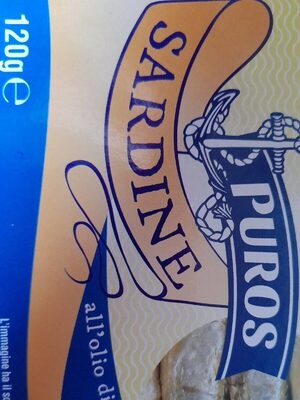 PUROS
SARDINE
all'olio di
120g e
L'immagine ha il